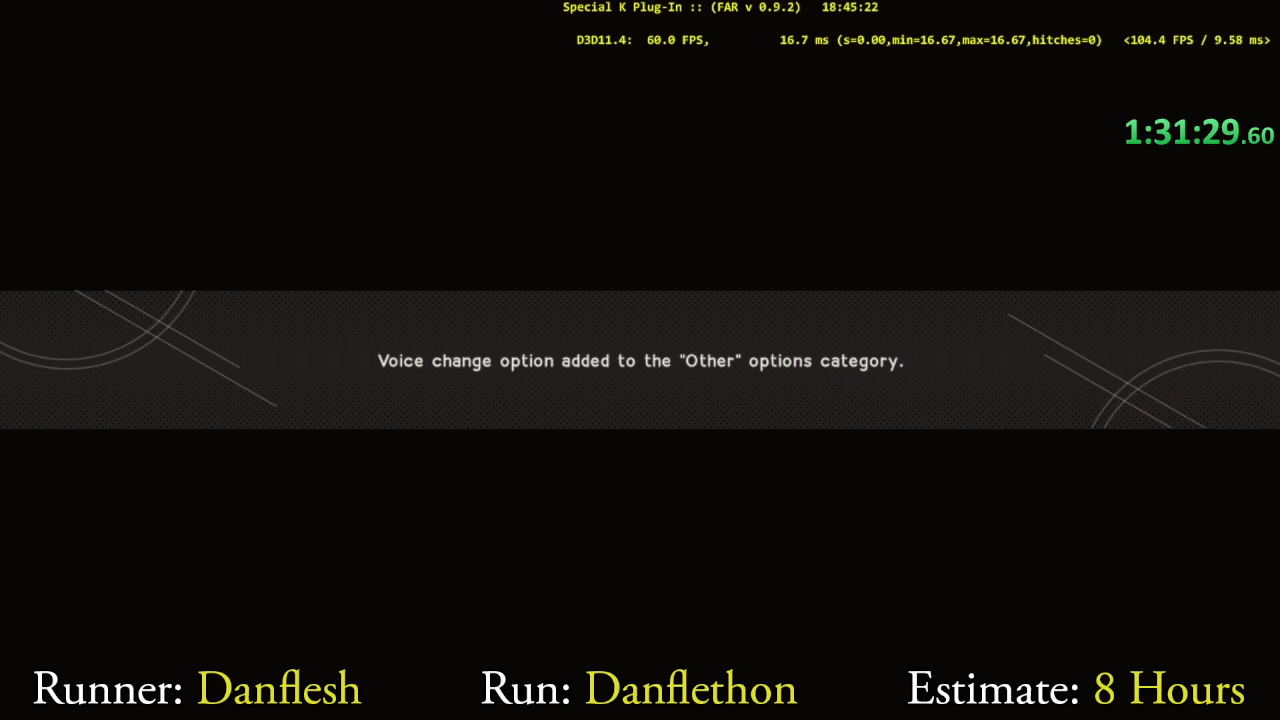 Special K Plug-In :: (FAR v 0.9.2) 18:45:22
D3D11.4: 60.0 FPS, 16.7 ms (s=0.00,min=16.67,max=16.67,hitches=0) <104.4 FPS / 9.58 ms>
1:31:29.60
Voice change option added to the "Other" options category.
Runner: Danflesh Run: Danflethon Estimate: 8 Hours